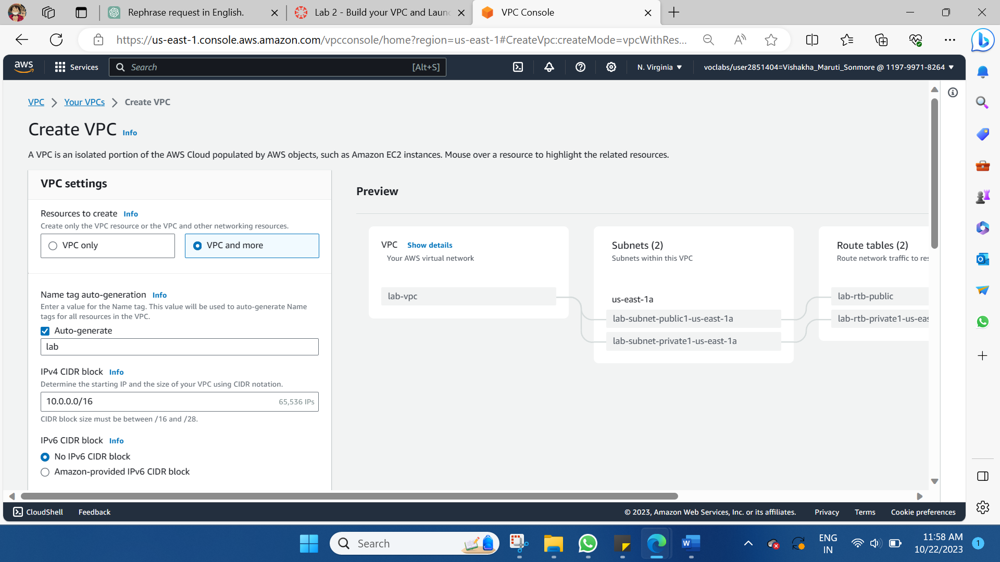 Rephrase request in English.
Lab 2 - Build your VPC and Laun
VPC Console
https://us-east-1.console.aws.amazon.com/vpcconsole/home?region=us-east-1#CreateVpc:createMode=vpcWithRes...
aws
Services
Search
[Alt+S]
N. Virginia
voclabs/user2851404=Vishakha_Maruti_Sonmore @ 1197-9971-8264
VPC > Your VPCs > Create VPC
Create VPC Info
A VPC is an isolated portion of the AWS Cloud populated by AWS objects, such as Amazon EC2 instances. Mouse over a resource to highlight the related resources.
VPC settings
Resources to create Info
Create only the VPC resource or the VPC and other networking resources.
VPC only
VPC and more
Name tag auto-generation Info
Enter a value for the Name tag. This value will be used to auto-generate Name
tags for all resources in the VPC.
Auto-generate
lab
IPv4 CIDR block Info
Determine the starting IP and the size of your VPC using CIDR notation.
10.0.0.0/16
65,536 IPs
CIDR block size must be between /16 and /28.
IPv6 CIDR block Info
No IPv6 CIDR block
Amazon-provided IPv6 CIDR block
Preview
VPC Show details
Your AWS virtual network
lab-vpc
Subnets (2)
Subnets within this VPC
us-east-1a
lab-subnet-public1-us-east-1a
lab-subnet-private1-us-east-1a
Route tables (2)
Route network traffic to res
lab-rtb-public
lab-rtb-private1-us-eas
CloudShell
Feedback
© 2023, Amazon Web Services, Inc. or its affiliates.
Privacy
Terms
Cookie preferences
Search
ENG
IN
11:58 AM
10/22/2023
1